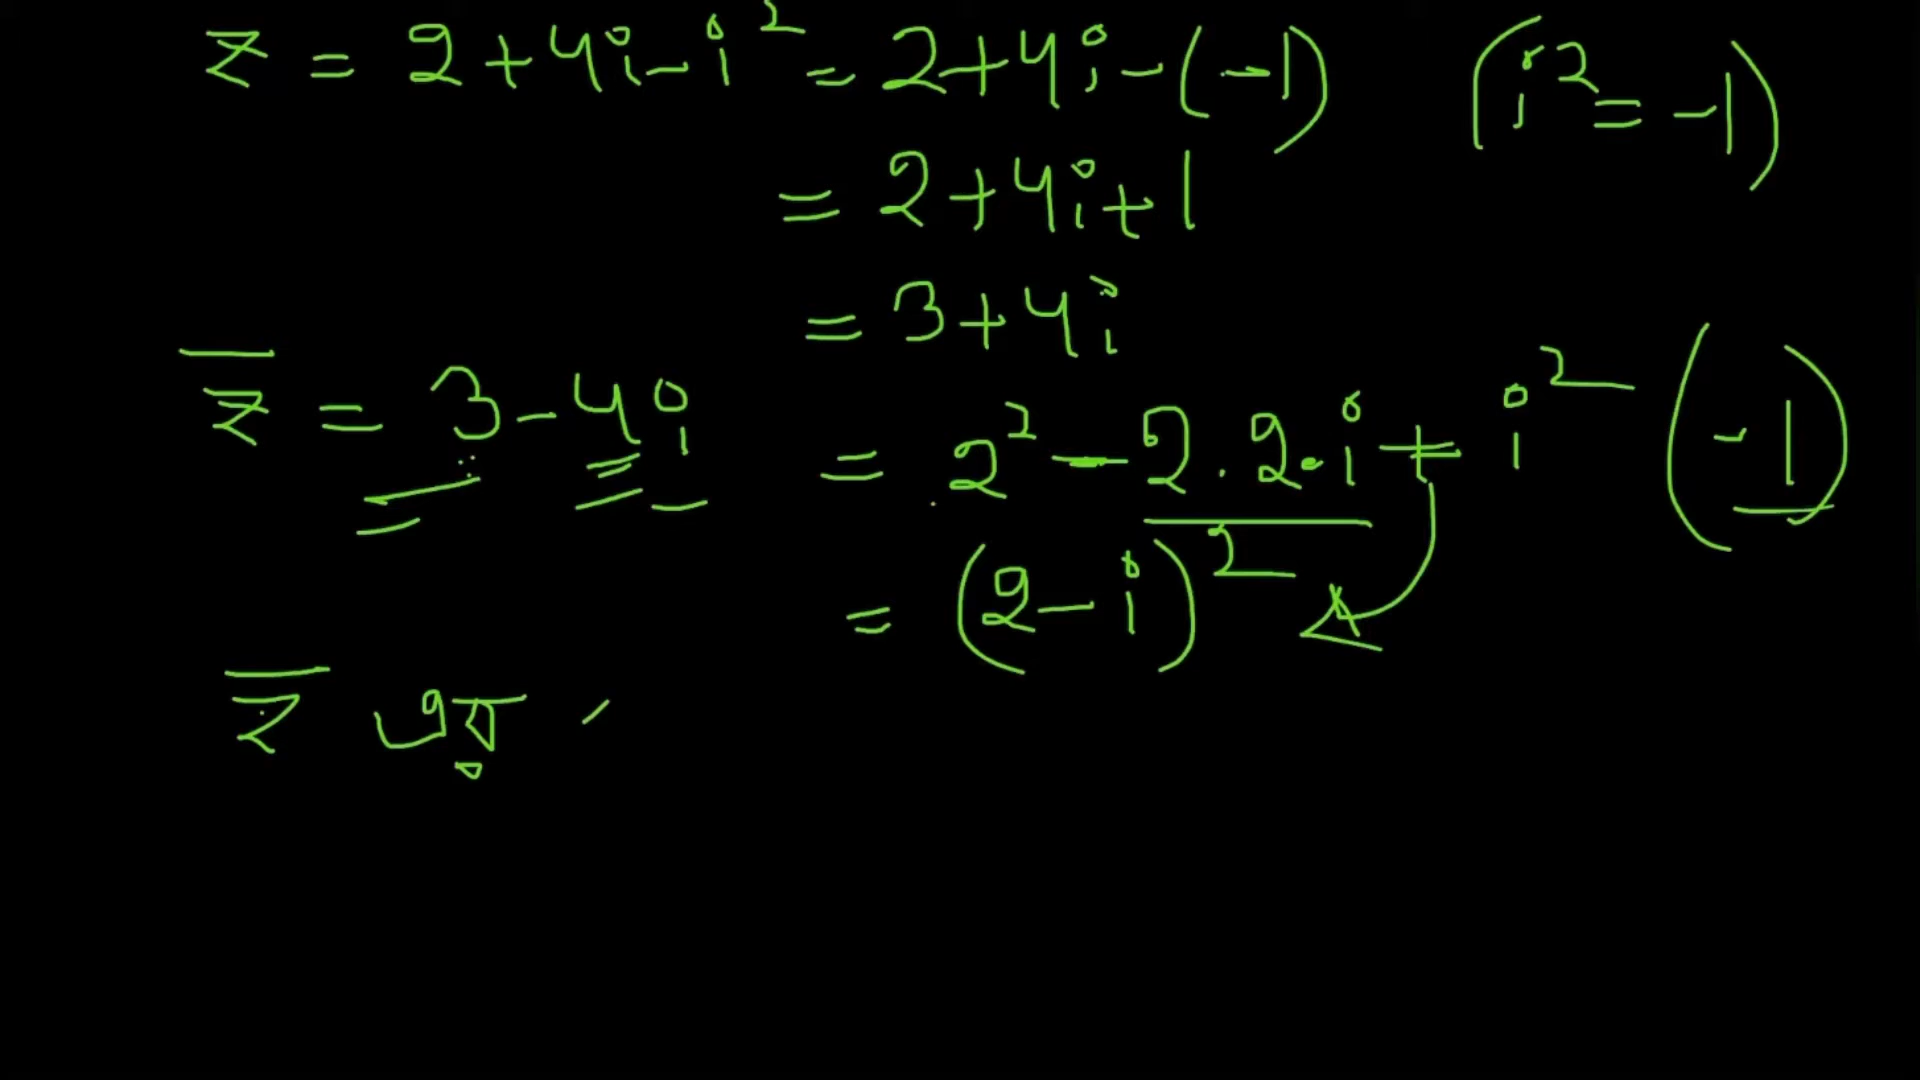 z = 2 + 4i - i² = 2 + 4i - (-1) (i² = -1)
= 2 + 4i + 1
= 3 + 4i
z̅ = 3 - 4i = 2² - 2.2.i + i² (-1)
= (2 - i)²
z̅ এর